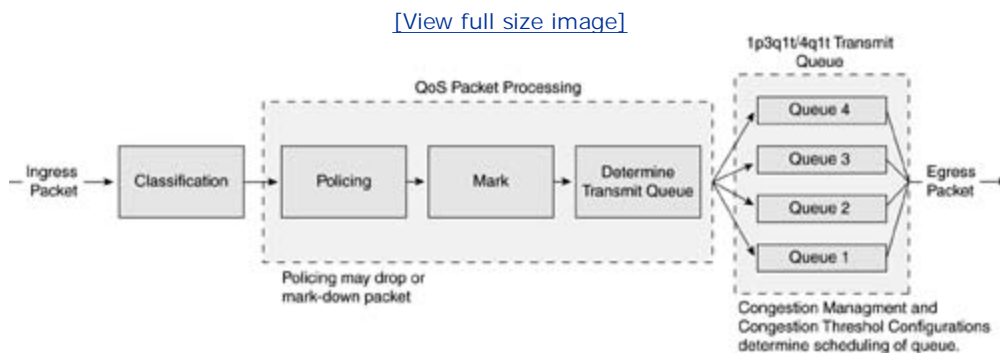 [View full size image]
1p3q1t/4q1t Transmit
Queue
QoS Packet Processing
Queue 4
Ingress
Packet
Classification
Policing
Mark
Determine
Transmit Queue
Queue 3
Queue 2
Queue 1
Egress
Packet
Policing may drop or
mark-down packet
Congestion Managment and
Congestion Threshol Configurations
determine scheduling of queue.